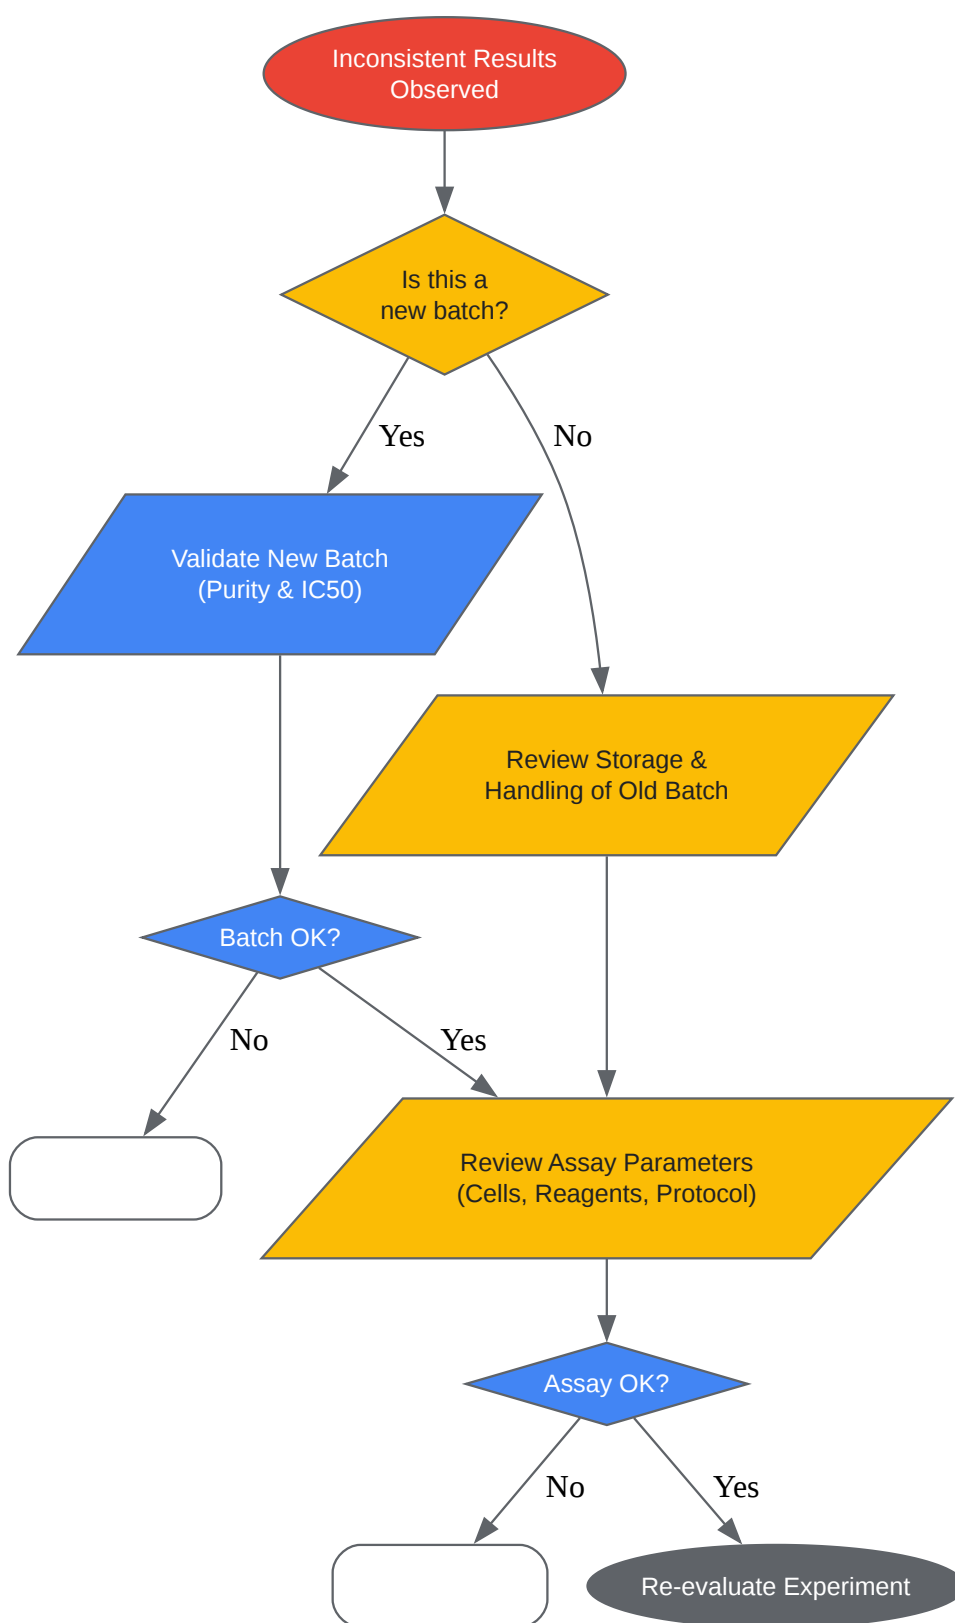 Inconsistent Results
Observed
Is this a
new batch?
Yes
No
Validate New Batch
(Purity & IC50)
Review Storage &
Handling of Old Batch
Batch OK?
No
Yes
Review Assay Parameters
(Cells, Reagents, Protocol)
Assay OK?
No
Yes
Re-evaluate Experiment